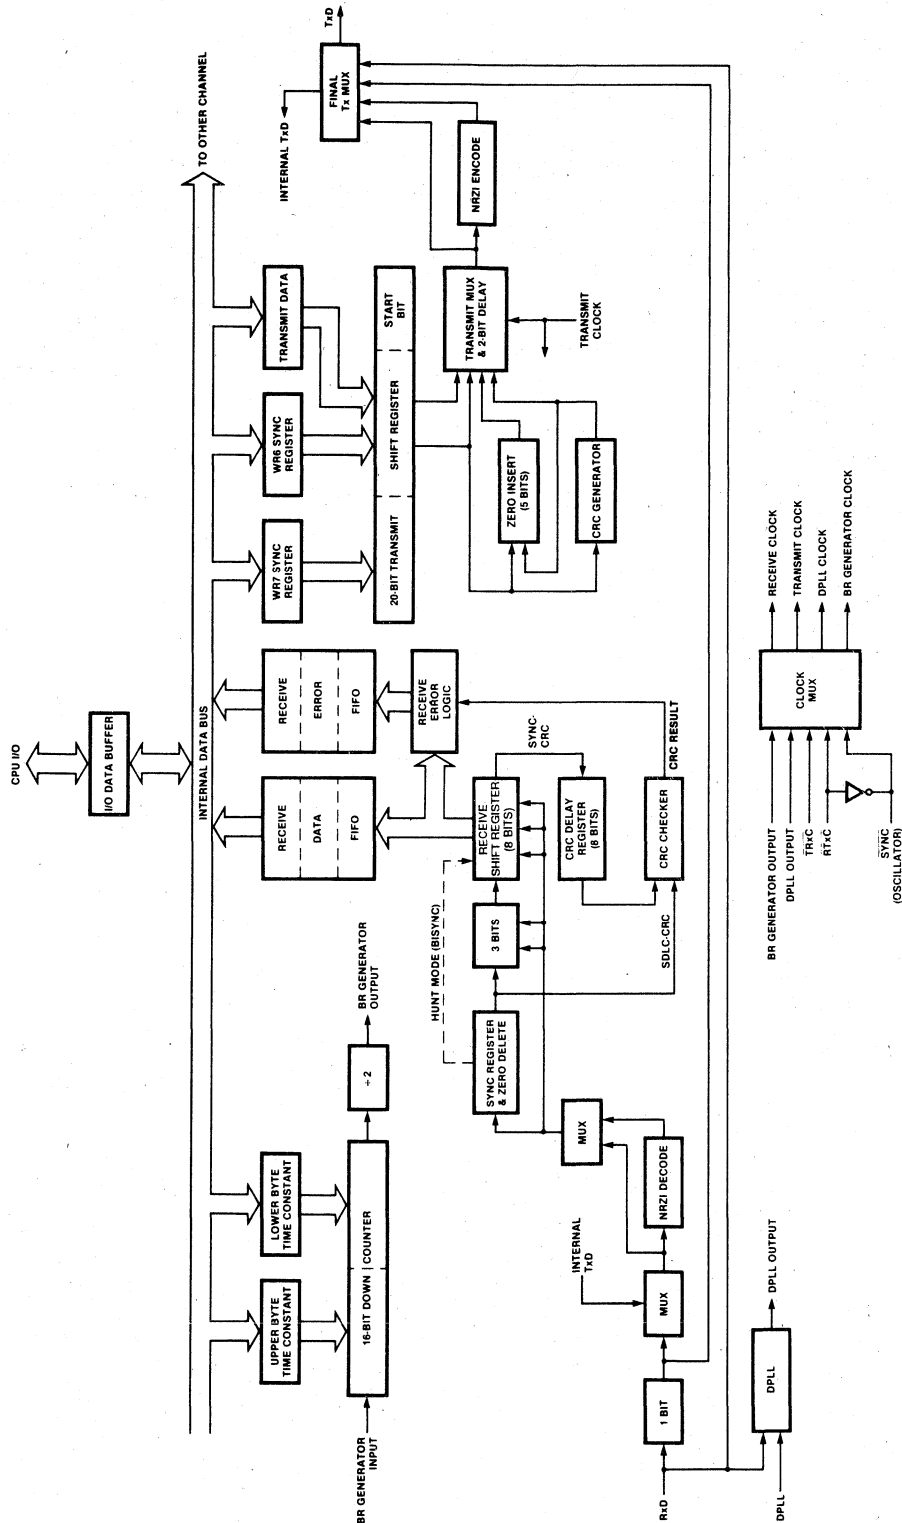 CPU I/O
I/O DATA BUFFER
INTERNAL DATA BUS
TO OTHER CHANNEL
UPPER BYTE
TIME CONSTANT
LOWER BYTE
TIME CONSTANT
BR GENERATOR
INPUT
16-BIT DOWN COUNTER
÷ 2
BR GENERATOR
OUTPUT
RECEIVE
DATA
FIFO
RECEIVE
ERROR
FIFO
RECEIVE
ERROR
LOGIC
WR7 SYNC
REGISTER
WR6 SYNC
REGISTER
TRANSMIT DATA
20-BIT TRANSMIT
SHIFT REGISTER
START
BIT
INTERNAL TxD
FINAL
Tx MUX
TxD
NRZI ENCODE
TRANSMIT MUX
& 2-BIT DELAY
TRANSMIT
CLOCK
ZERO INSERT
(5 BITS)
CRC GENERATOR
HUNT MODE (BISYNC)
SYNC REGISTER
& ZERO DELETE
3 BITS
RECEIVE
SHIFT REGISTER
(8 BITS)
SYNC-
CRC
CRC DELAY
REGISTER
(8 BITS)
CRC CHECKER
CRC RESULT
SDLC-CRC
MUX
NRZI DECODE
INTERNAL
TxD
MUX
1 BIT
RxD
DPLL
DPLL
DPLL OUTPUT
BR GENERATOR OUTPUT
DPLL OUTPUT
TRxC
RTxC
SYNC
(OSCILLATOR)
CLOCK
MUX
RECEIVE CLOCK
TRANSMIT CLOCK
DPLL CLOCK
BR GENERATOR CLOCK